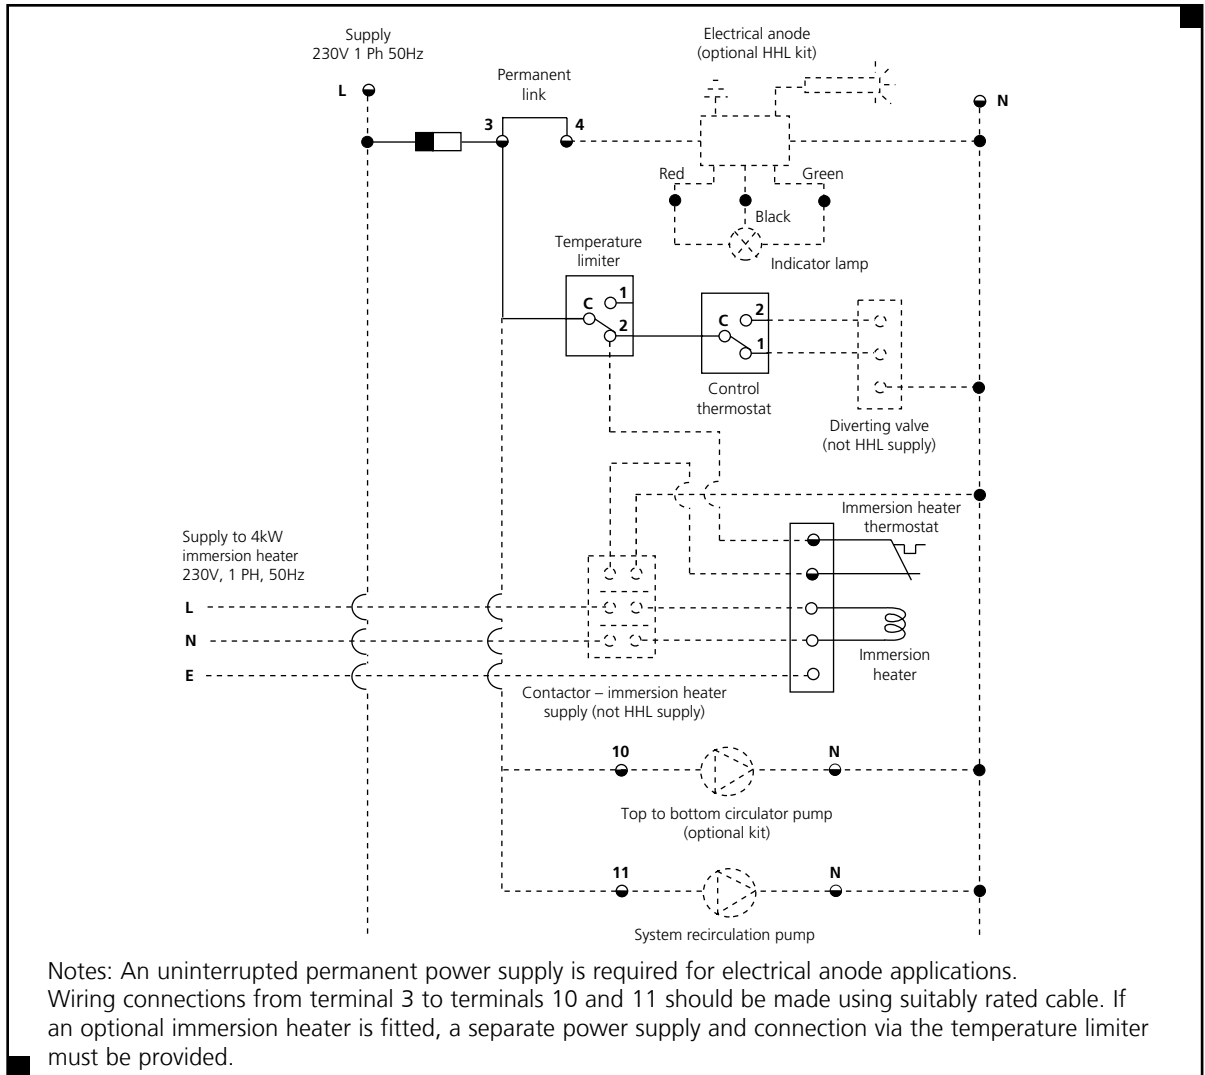 Supply
230V 1 Ph 50Hz
L
Permanent
link
3
4
Electrical anode
(optional HHL kit)
N
Red
Green
Black
Indicator lamp
Temperature
limiter
C
1
2
C
2
1
Control
thermostat
Diverting valve
(not HHL supply)
Immersion heater
thermostat
Supply to 4kW
immersion heater
230V, 1 PH, 50Hz
L
N
E
Immersion
heater
Contactor – immersion heater
supply (not HHL supply)
10
N
Top to bottom circulator pump
(optional kit)
11
N
System recirculation pump
Notes: An uninterrupted permanent power supply is required for electrical anode applications.
Wiring connections from terminal 3 to terminals 10 and 11 should be made using suitably rated cable. If
an optional immersion heater is fitted, a separate power supply and connection via the temperature limiter
must be provided.